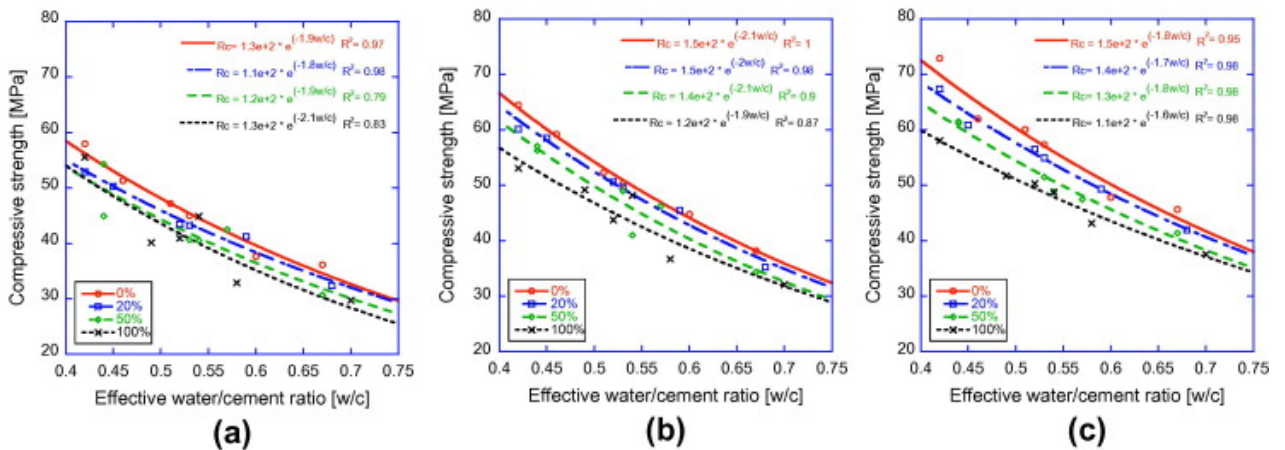 Compressive strength [MPa]
80
70
60
50
40
30
20
Rc= 1.3e+2 * e^(-1.9w/c) R²= 0.97
Rc = 1.1e+2 * e^(-1.8w/c) R²= 0.98
Rc = 1.2e+2 * e^(-1.9w/c) R²= 0.79
Rc = 1.3e+2 * e^(-2.1w/c) R²= 0.83
0%
20%
50%
100%
0.4 0.45 0.5 0.55 0.6 0.65 0.7 0.75
Effective water/cement ratio [w/c]
(a)
Compressive strength [MPa]
80
70
60
50
40
30
20
Rc = 1.5e+2 * e^(-2.1w/c) R²= 1
Rc = 1.5e+2 * e^(-2w/c) R²= 0.98
Rc = 1.4e+2 * e^(-2.1w/c) R²= 0.9
Rc = 1.2e+2 * e^(-1.9w/c) R²= 0.87
0%
20%
50%
100%
0.4 0.45 0.5 0.55 0.6 0.65 0.7 0.75
Effective water/cement ratio [w/c]
(b)
Compressive strength [MPa]
80
70
60
50
40
30
20
Rc = 1.5e+2 * e^(-1.8w/c) R²= 0.95
Rc= 1.4e+2 * e^(-1.7w/c) R²= 0.98
Rc = 1.3e+2 * e^(-1.8w/c) R²= 0.98
Rc = 1.1e+2 * e^(-1.6w/c) R²= 0.96
0%
20%
50%
100%
0.4 0.45 0.5 0.55 0.6 0.65 0.7 0.75
Effective water/cement ratio [w/c]
(c)